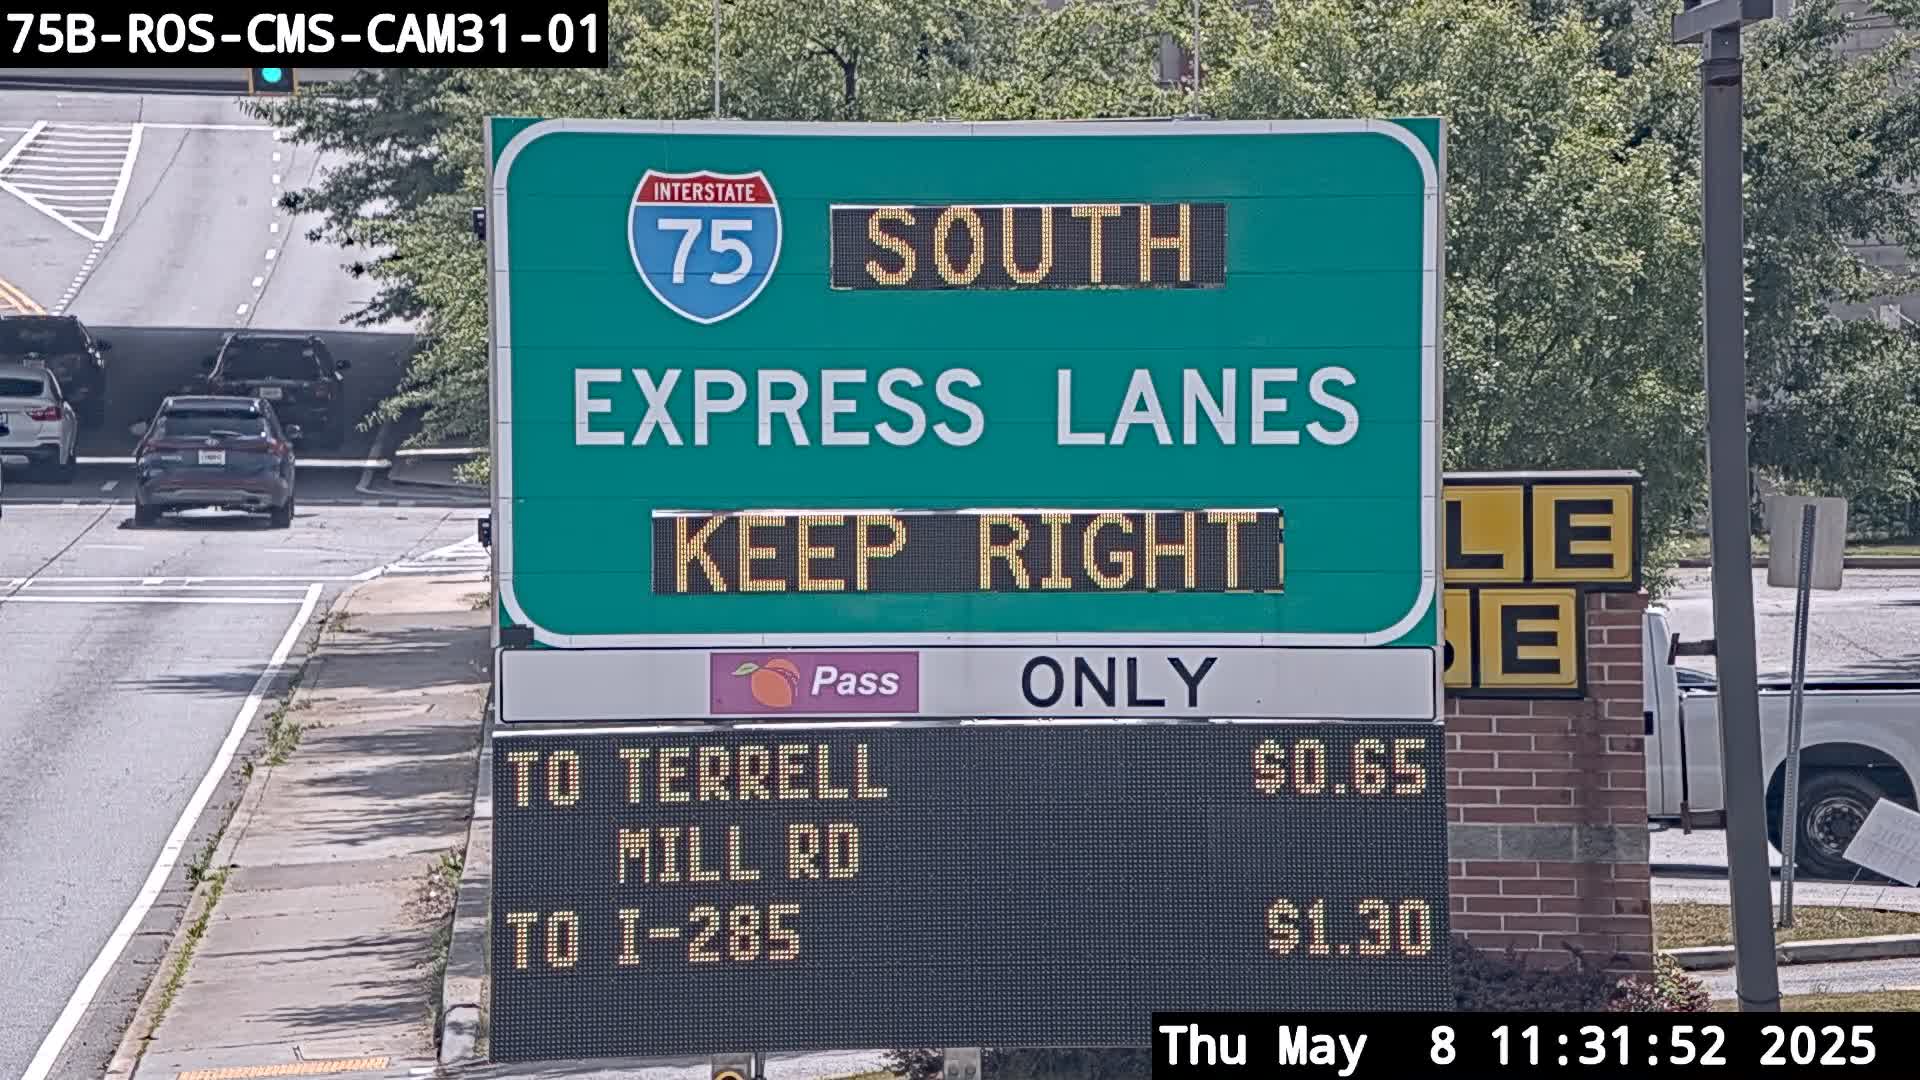 75B-ROS-CMS-CAM31-01
INTERSTATE
75
SOUTH
EXPRESS LANES
KEEP RIGHT
Pass ONLY
TO TERRELL $0.65
MILL RD
TO I-285 $1.30
LE
E
Thu May 8 11:31:52 2025